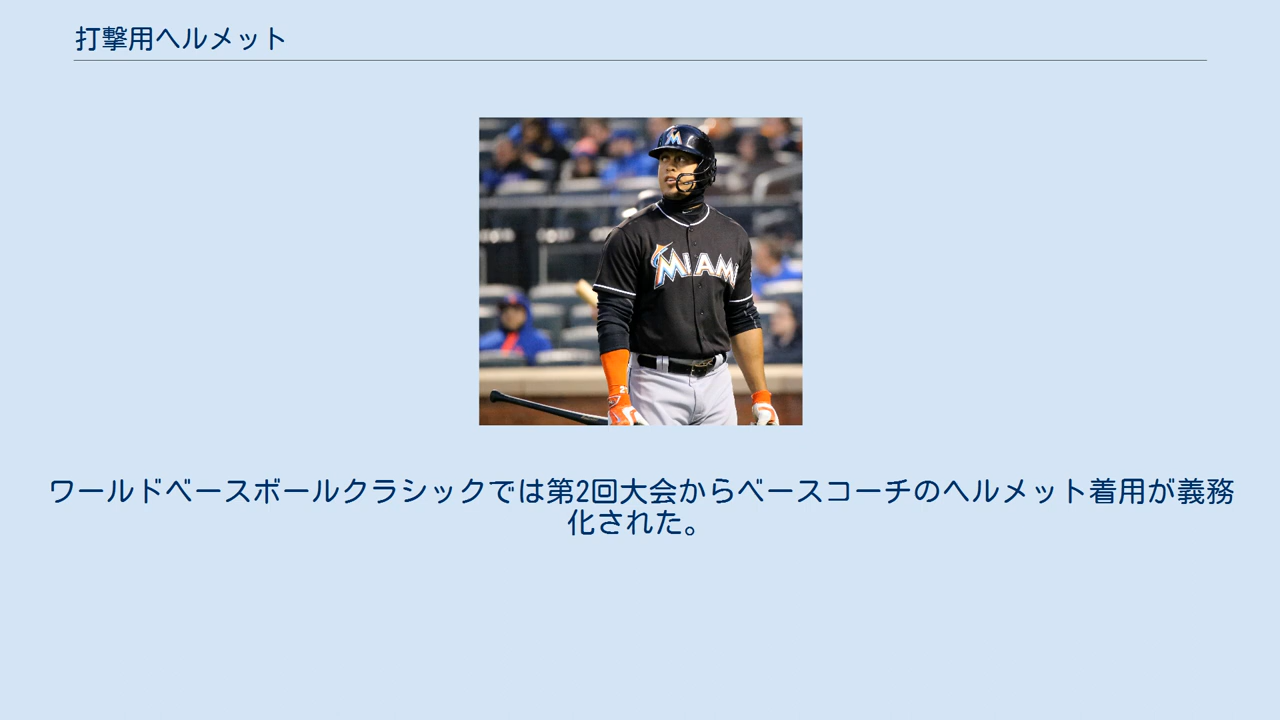 打撃用ヘルメット
M
MIAMI
ワールドベースボールクラシックでは第2回大会からベースコーチのヘルメット着用が義務
化された。